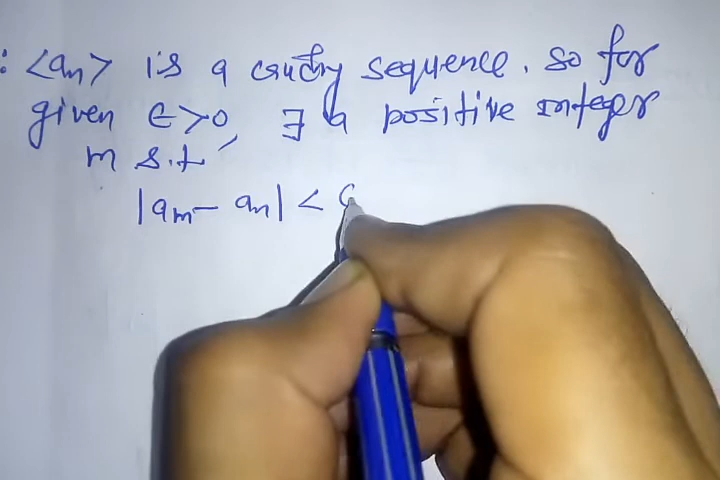 : <an> is a cauchy sequence. so for
given ϵ>0, ∃ a positive integer
m s.t
|am - an| < ϵ